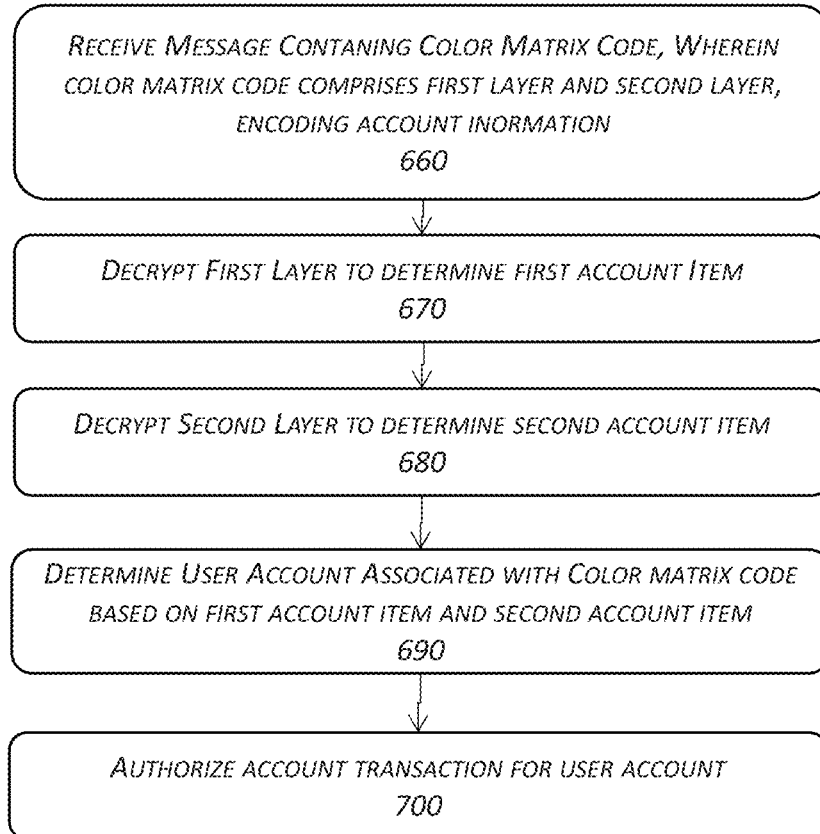 RECEIVE MESSAGE CONTANING COLOR MATRIX CODE, WHEREIN
COLOR MATRIX CODE COMPRISES FIRST LAYER AND SECOND LAYER,
ENCODING ACCOUNT INORMATION
660
DECRYPT FIRST LAYER TO DETERMINE FIRST ACCOUNT ITEM
670
DECRYPT SECOND LAYER TO DETERMINE SECOND ACCOUNT ITEM
680
DETERMINE USER ACCOUNT ASSOCIATED WITH COLOR MATRIX CODE
BASED ON FIRST ACCOUNT ITEM AND SECOND ACCOUNT ITEM
690
AUTHORIZE ACCOUNT TRANSACTION FOR USER ACCOUNT
700